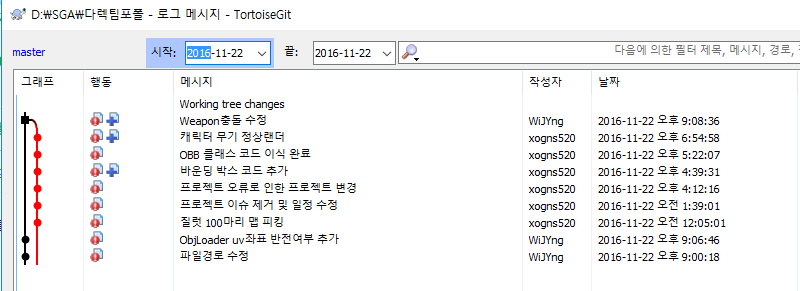 D:\SGA\다렉팀포폴 - 로그 메시지 - TortoiseGit
master 시작: 2016-11-22 끝: 2016-11-22 다음에 의한 필터 제목, 메시지, 경로,
그래프 행동 메시지 작성자 날짜
Working tree changes
Weapon충돌 수정 WiJYng 2016-11-22 오후 9:08:36
캐릭터 무기 정상랜더 xogns520 2016-11-22 오후 6:54:58
OBB 클래스 코드 이식 완료 xogns520 2016-11-22 오후 5:22:07
바운딩 박스 코드 추가 xogns520 2016-11-22 오후 4:39:31
프로젝트 오류로 인한 프로젝트 변경 xogns520 2016-11-22 오후 4:12:16
프로젝트 이슈 제거 및 일정 수정 xogns520 2016-11-22 오전 1:39:01
질럿 100마리 맵 피킹 xogns520 2016-11-22 오전 12:05:01
ObjLoader uv좌표 반전여부 추가 WiJYng 2016-11-22 오후 9:06:46
파일경로 수정 WiJYng 2016-11-22 오후 9:00:18